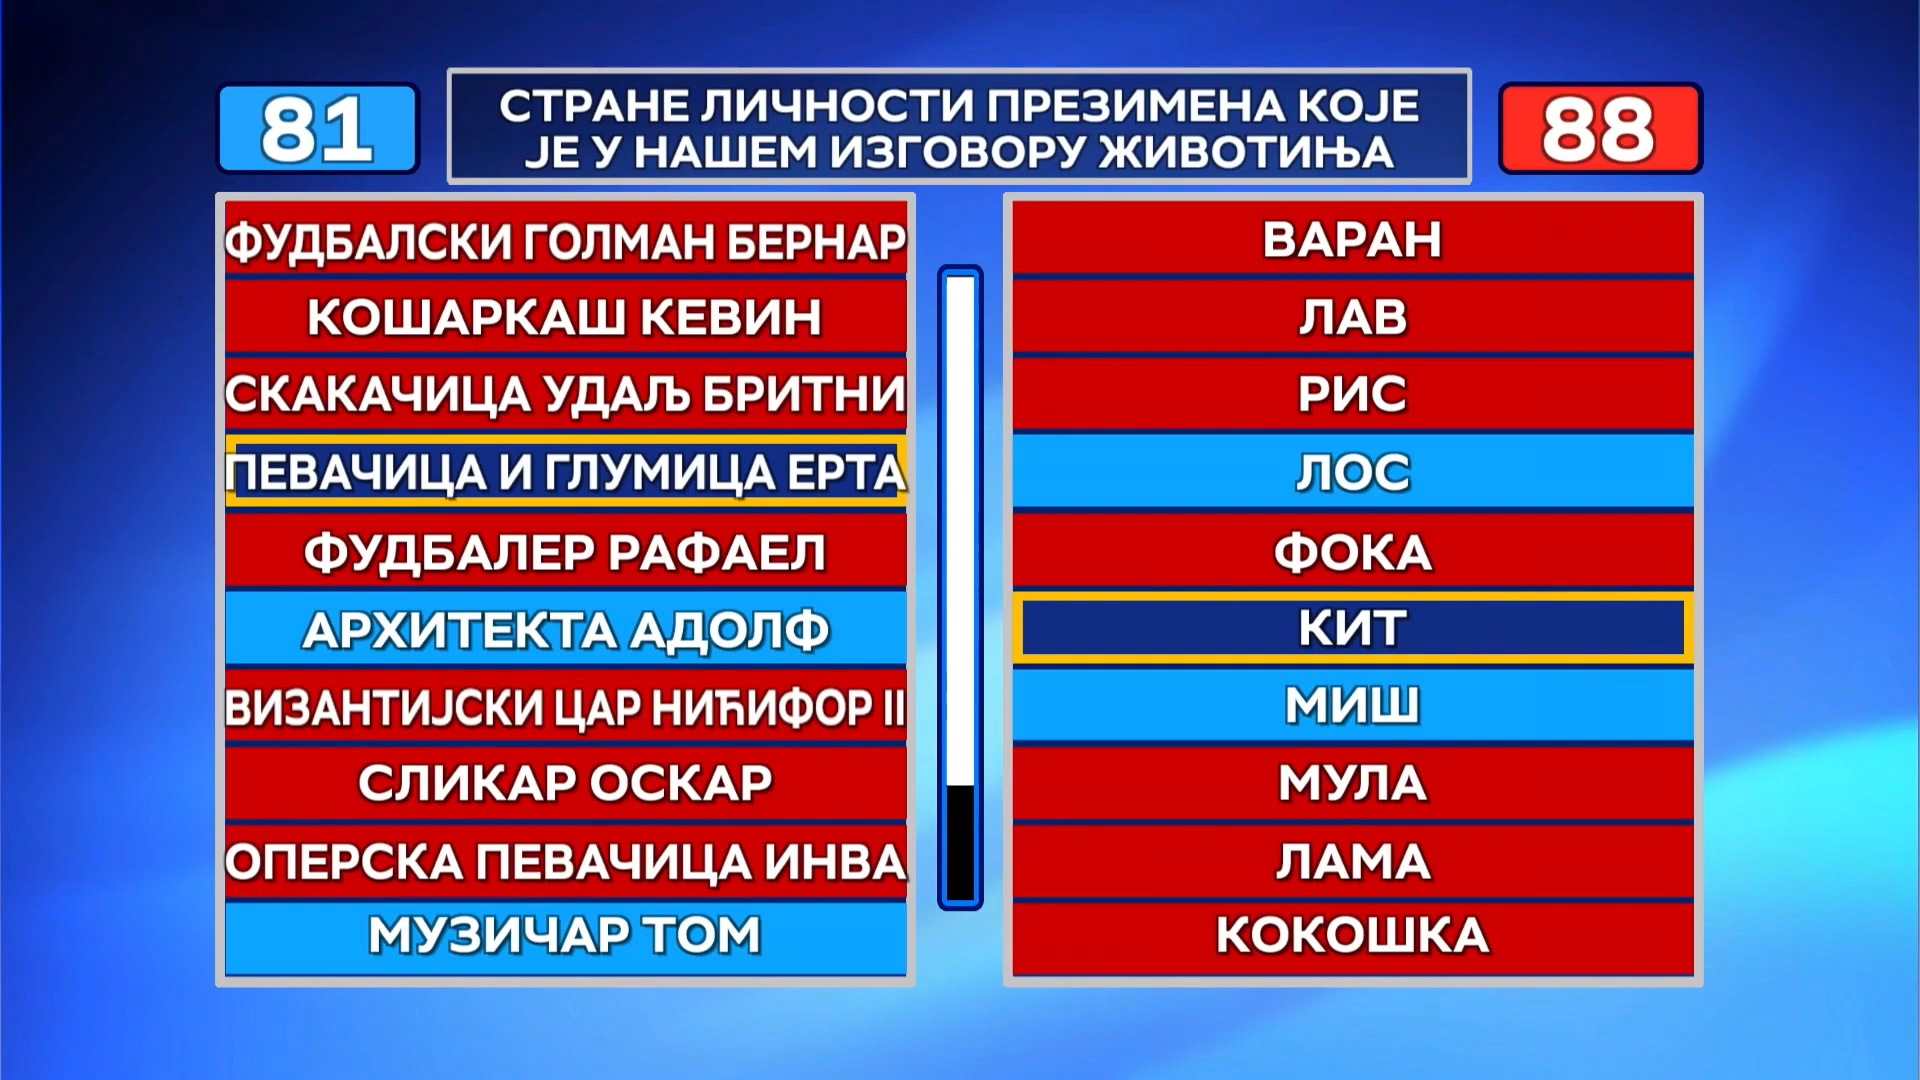 81
СТРАНЕ ЛИЧНОСТИ ПРЕЗИМЕНА КОЈЕ
ЈЕ У НАШЕМ ИЗГОВОРУ ЖИВОТИЊА
88
ФУДБАЛСКИ ГОЛМАН БЕРНАР
ВАРАН
КОШАРКАШ КЕВИН
ЛАВ
СКАКАЧИЦА УДАЉ БРИТНИ
РИС
ПЕВАЧИЦА И ГЛУМИЦА ЕРТА
ЛОС
ФУДБАЛЕР РАФАЕЛ
ФОКА
АРХИТЕКТА АДОЛФ
КИТ
ВИЗАНТИЈСКИ ЦАР НИЋИФОР II
МИШ
СЛИКАР ОСКАР
МУЛА
ОПЕРСКА ПЕВАЧИЦА ИНВА
ЛАМА
МУЗИЧАР ТОМ
КОКОШКА